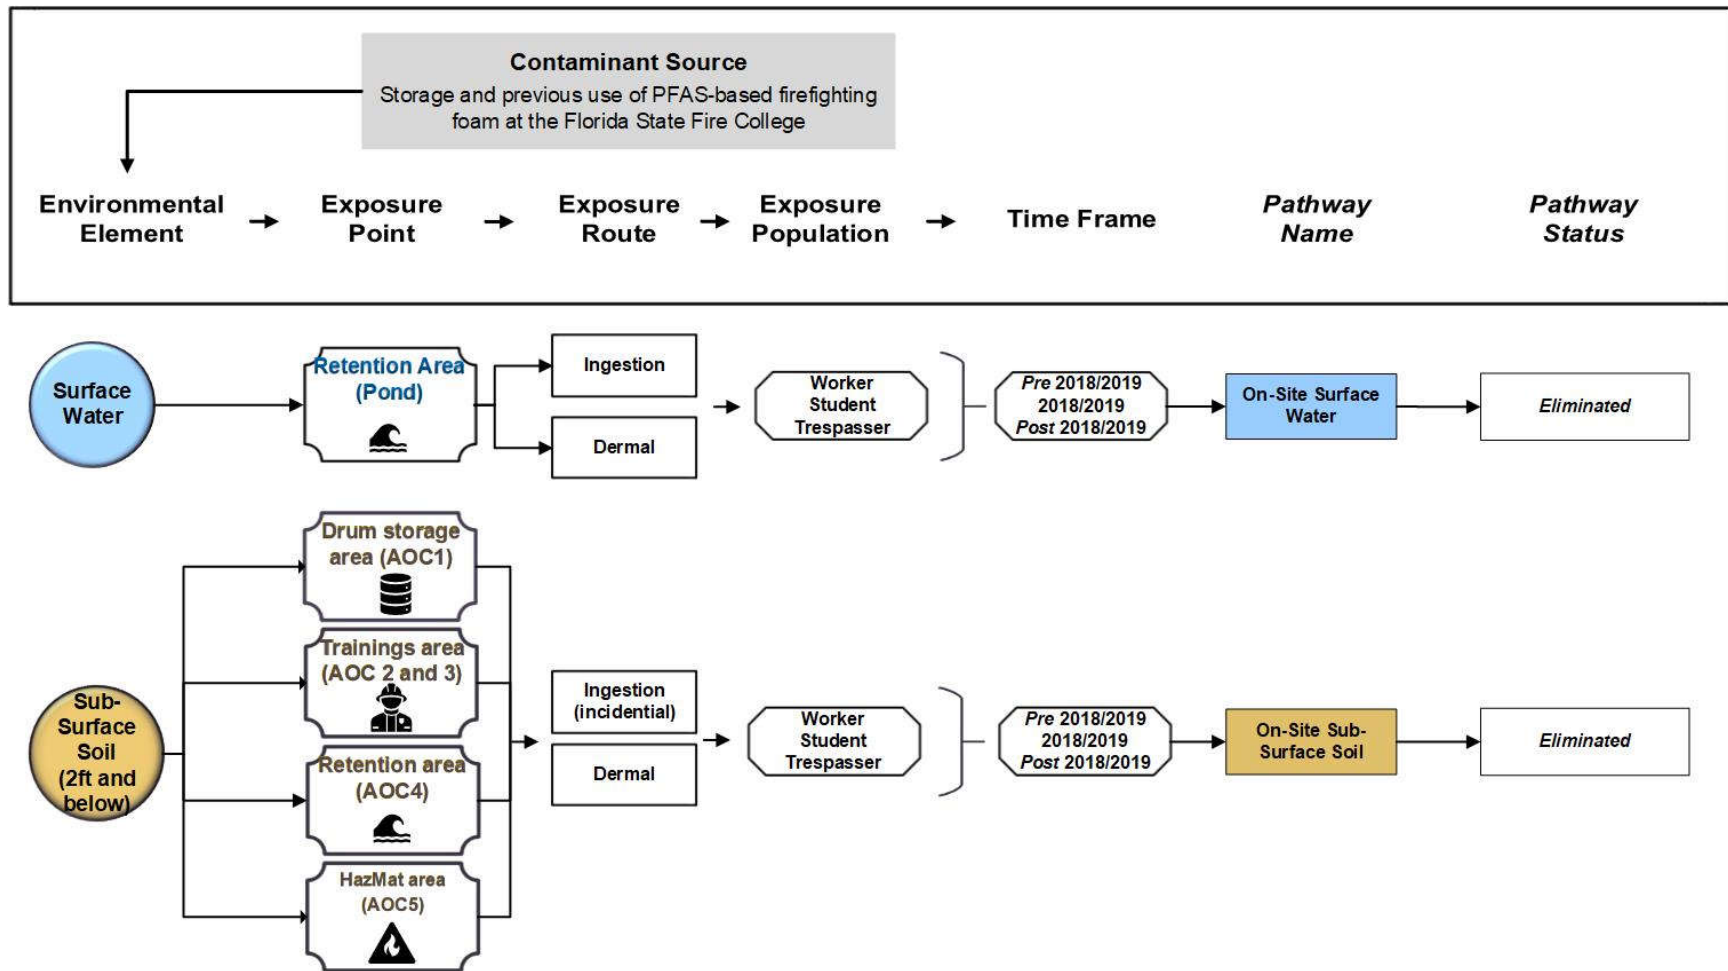 Contaminant Source
Storage and previous use of PFAS-based firefighting
foam at the Florida State Fire College
Environmental
Element
Exposure
Point
Exposure
Route
Exposure
Population
Time Frame
Pathway
Name
Pathway
Status
Surface
Water
Retention Area
(Pond)
Ingestion
Dermal
Worker
Student
Trespasser
Pre 2018/2019
2018/2019
Post 2018/2019
On-Site Surface
Water
Eliminated
Sub-
Surface
Soil
(2ft and
below)
Drum storage
area (AOC1)
Trainings area
(AOC 2 and 3)
Retention area
(AOC4)
HazMat area
(AOC5)
Ingestion
(incidential)
Dermal
Worker
Student
Trespasser
Pre 2018/2019
2018/2019
Post 2018/2019
On-Site Sub-
Surface Soil
Eliminated